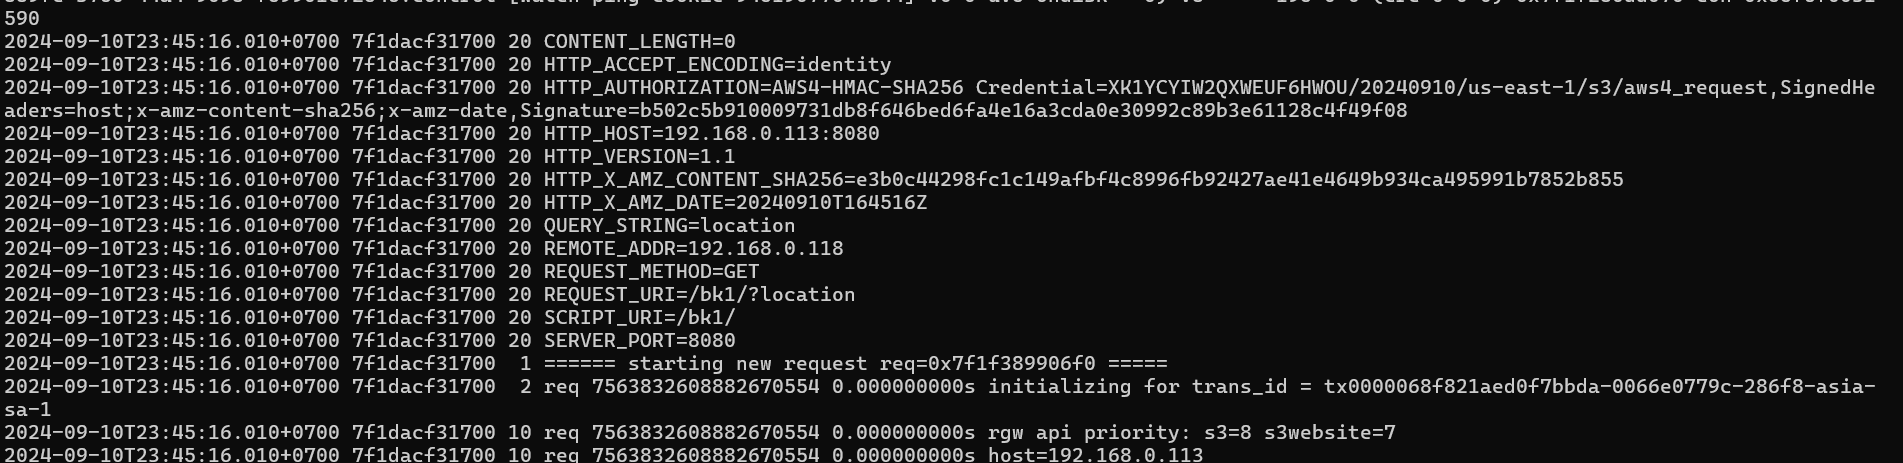 590
2024-09-10T23:45:16.010+0700 7f1dacf31700 20 CONTENT_LENGTH=0
2024-09-10T23:45:16.010+0700 7f1dacf31700 20 HTTP_ACCEPT_ENCODING=identity
2024-09-10T23:45:16.010+0700 7f1dacf31700 20 HTTP_AUTHORIZATION=AWS4-HMAC-SHA256 Credential=XK1YCYIW2QXWEUF6HWOU/20240910/us-east-1/s3/aws4_request,SignedHe
aders=host;x-amz-content-sha256;x-amz-date,Signature=b502c5b910009731db8f646bed6fa4e16a3cda0e30992c89b3e61128c4f49f08
2024-09-10T23:45:16.010+0700 7f1dacf31700 20 HTTP_HOST=192.168.0.113:8080
2024-09-10T23:45:16.010+0700 7f1dacf31700 20 HTTP_VERSION=1.1
2024-09-10T23:45:16.010+0700 7f1dacf31700 20 HTTP_X_AMZ_CONTENT_SHA256=e3b0c44298fc1c149afbf4c8996fb92427ae41e4649b934ca495991b7852b855
2024-09-10T23:45:16.010+0700 7f1dacf31700 20 HTTP_X_AMZ_DATE=20240910T164516Z
2024-09-10T23:45:16.010+0700 7f1dacf31700 20 QUERY_STRING=location
2024-09-10T23:45:16.010+0700 7f1dacf31700 20 REMOTE_ADDR=192.168.0.118
2024-09-10T23:45:16.010+0700 7f1dacf31700 20 REQUEST_METHOD=GET
2024-09-10T23:45:16.010+0700 7f1dacf31700 20 REQUEST_URI=/bk1/?location
2024-09-10T23:45:16.010+0700 7f1dacf31700 20 SCRIPT_URI=/bk1/
2024-09-10T23:45:16.010+0700 7f1dacf31700 20 SERVER_PORT=8080
2024-09-10T23:45:16.010+0700 7f1dacf31700  1 ====== starting new request req=0x7f1f389906f0 =====
2024-09-10T23:45:16.010+0700 7f1dacf31700  2 req 7563832608882670554 0.000000000s initializing for trans_id = tx0000068f821aed0f7bbda-0066e0779c-286f8-asia-
sa-1
2024-09-10T23:45:16.010+0700 7f1dacf31700 10 req 7563832608882670554 0.000000000s rgw api priority: s3=8 s3website=7
2024-09-10T23:45:16.010+0700 7f1dacf31700 10 req 7563832608882670554 0.000000000s host=192.168.0.113